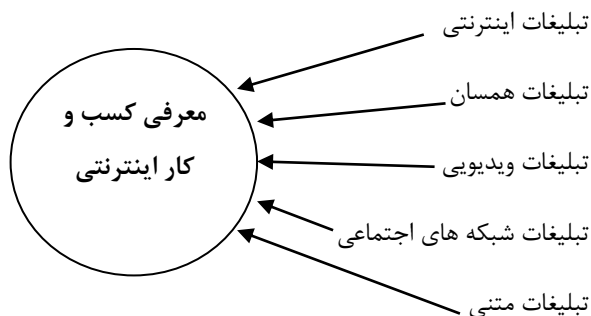 تبلیغات اینترنتی
تبلیغات همسان
تبلیغات ویدیویی
تبلیغات شبکه های اجتماعی
تبلیغات متنی
معرفی کسب و
کار اینترنتی